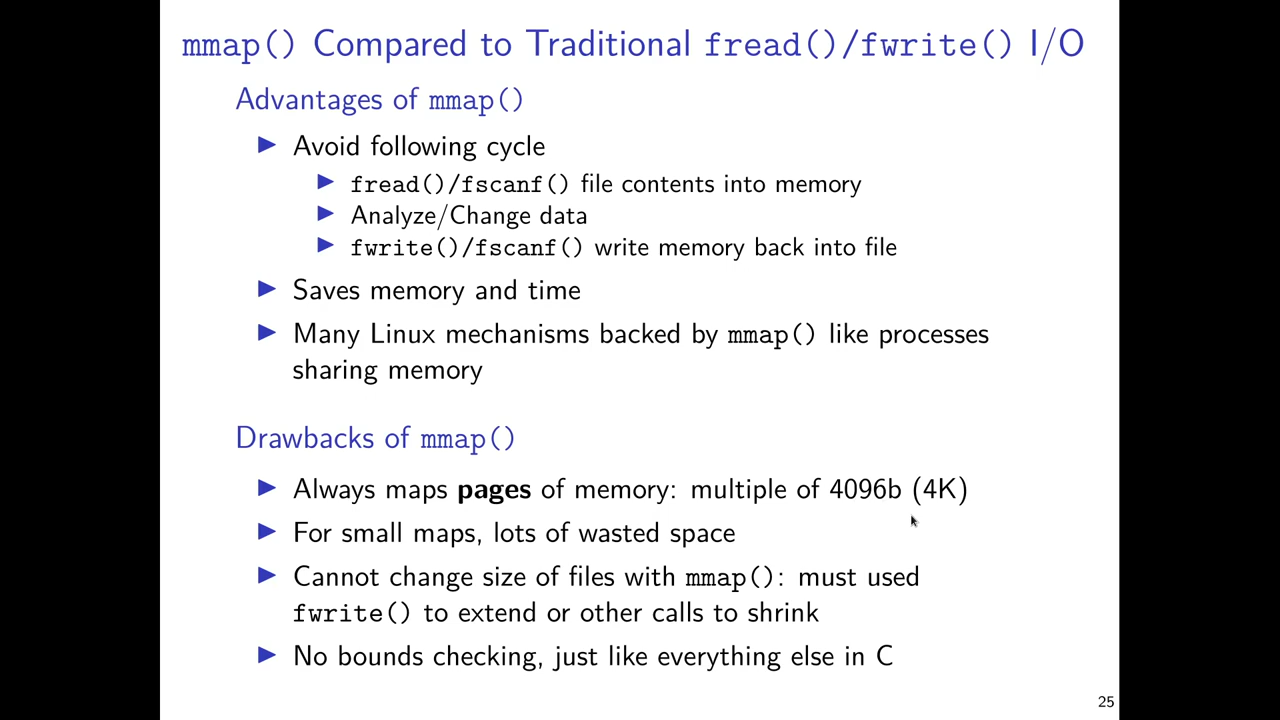 mmap() Compared to Traditional fread()/fwrite() I/O
Advantages of mmap()
▶ Avoid following cycle
▶ fread()/fscanf() file contents into memory
▶ Analyze/Change data
▶ fwrite()/fscanf() write memory back into file
▶ Saves memory and time
▶ Many Linux mechanisms backed by mmap() like processes
sharing memory
Drawbacks of mmap()
▶ Always maps pages of memory: multiple of 4096b (4K)
▶ For small maps, lots of wasted space
▶ Cannot change size of files with mmap(): must used
fwrite() to extend or other calls to shrink
▶ No bounds checking, just like everything else in C
25